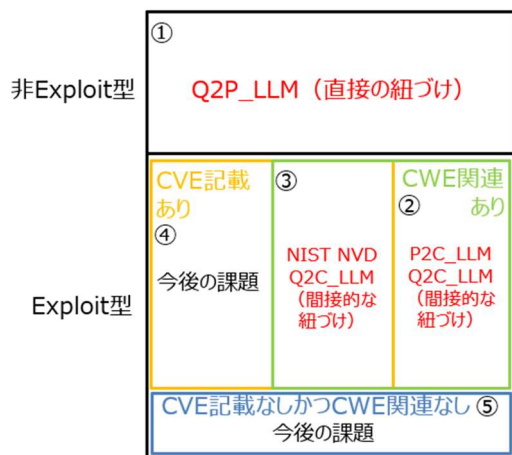 ①
非Exploit型
Q2P_LLM（直接の紐づけ）
CVE記載
あり
④
今後の課題
③
NIST NVD
Q2C_LLM
（間接的な
紐づけ）
CWE関連
② あり
P2C_LLM
Q2C_LLM
（間接的な
紐づけ）
Exploit型
CVE記載なしかつCWE関連なし ⑤
今後の課題